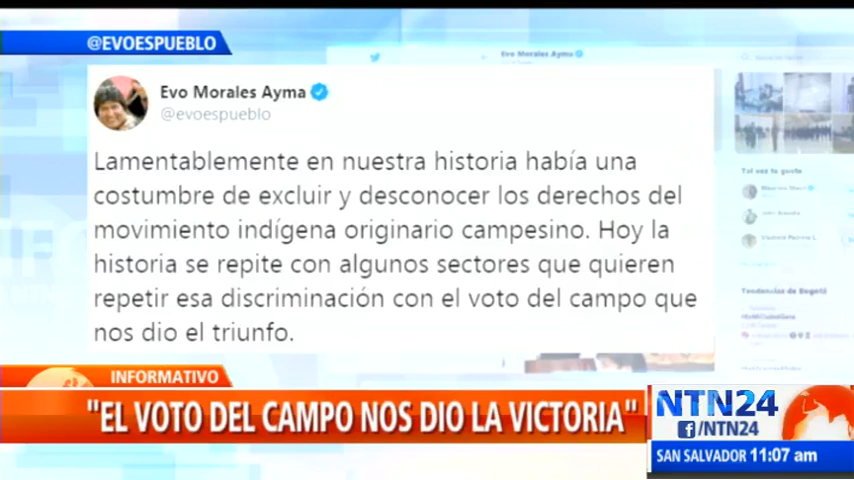 @EVOESPUEBLO
Evo Morales Ayma
Evo Morales Ayma
@evoespueblo
Lamentablemente en nuestra historia había una
costumbre de excluir y desconocer los derechos del
movimiento indígena originario campesino. Hoy la
historia se repite con algunos sectores que quieren
repetir esa discriminación con el voto del campo que
nos dio el triunfo.
Tal vez te guste
Tendencias de Bogotá
INFORMATIVO
"EL VOTO DEL CAMPO NOS DIO LA VICTORIA"
NTN24
f/NTN24
SAN SALVADOR 11:07 am